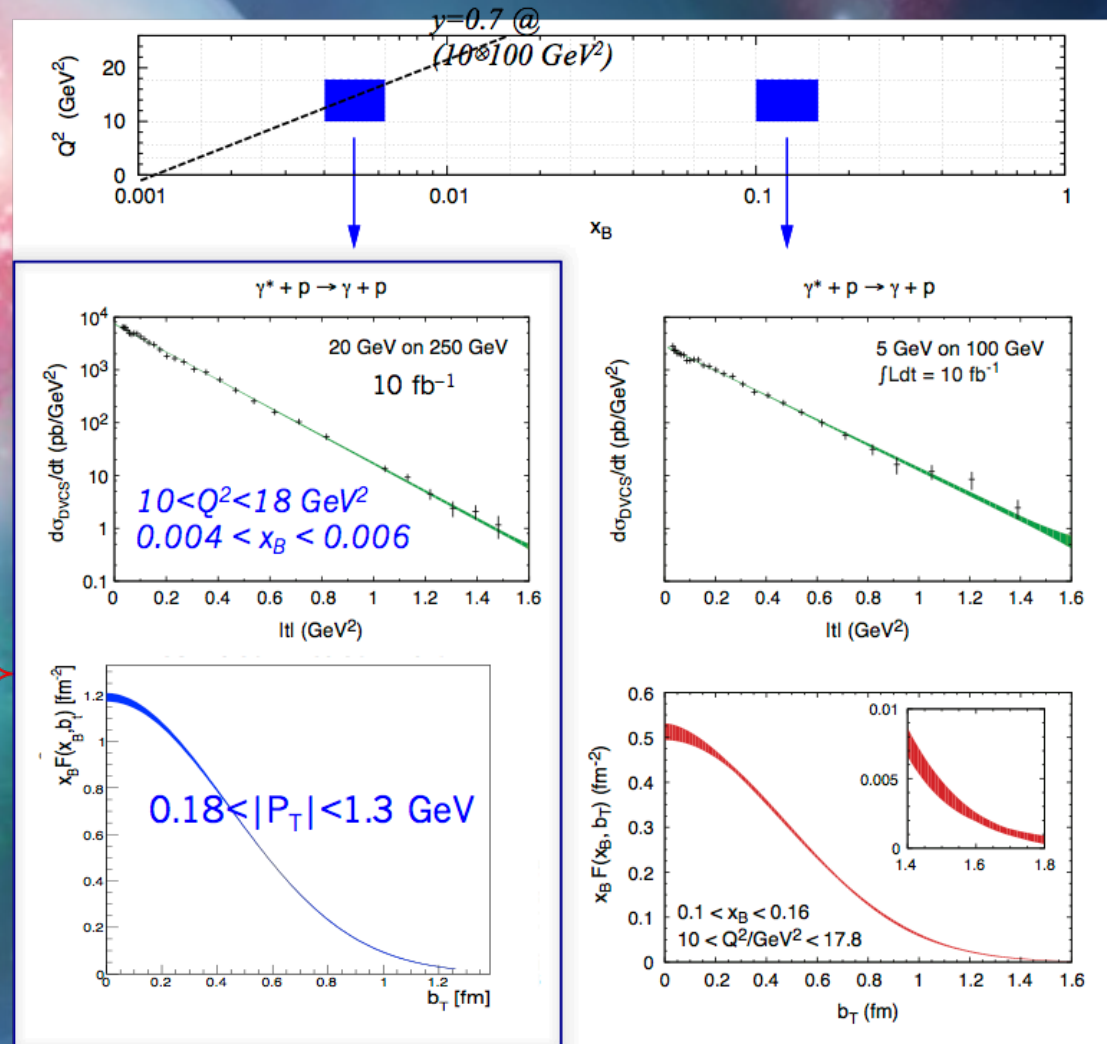 y=0.7 @
(10⊗100 GeV²)
Q² (GeV²)
20
10
0
0.001
0.01
0.1
1
x_B
γ* + p → γ + p
dσ_DVCS/dt (pb/GeV²)
10⁴
10³
10²
10
1
0.1
20 GeV on 250 GeV
10 fb⁻¹
10<Q²<18 GeV²
0.004 < x_B < 0.006
0 0.2 0.4 0.6 0.8 1 1.2 1.4 1.6
|t| (GeV²)
γ* + p → γ + p
dσ_DVCS/dt (pb/GeV²)
10⁴
10³
10²
10
1
0.1
5 GeV on 100 GeV
∫Ldt = 10 fb⁻¹
0 0.2 0.4 0.6 0.8 1 1.2 1.4 1.6
|t| (GeV²)
x_B F(x_B,b_t) [fm⁻²]
1.2
1
0.8
0.6
0.4
0.2
0
0.18<|P_T|<1.3 GeV
0 0.2 0.4 0.6 0.8 1 1.2
b_T [fm]
x_B F(x_B, b_T) (fm⁻²)
0.6
0.5
0.4
0.3
0.2
0.1
0
0.01
0.005
0
1.4 1.6 1.8
0.1 < x_B < 0.16
10 < Q²/GeV² < 17.8
0 0.2 0.4 0.6 0.8 1 1.2 1.4 1.6
b_T (fm)